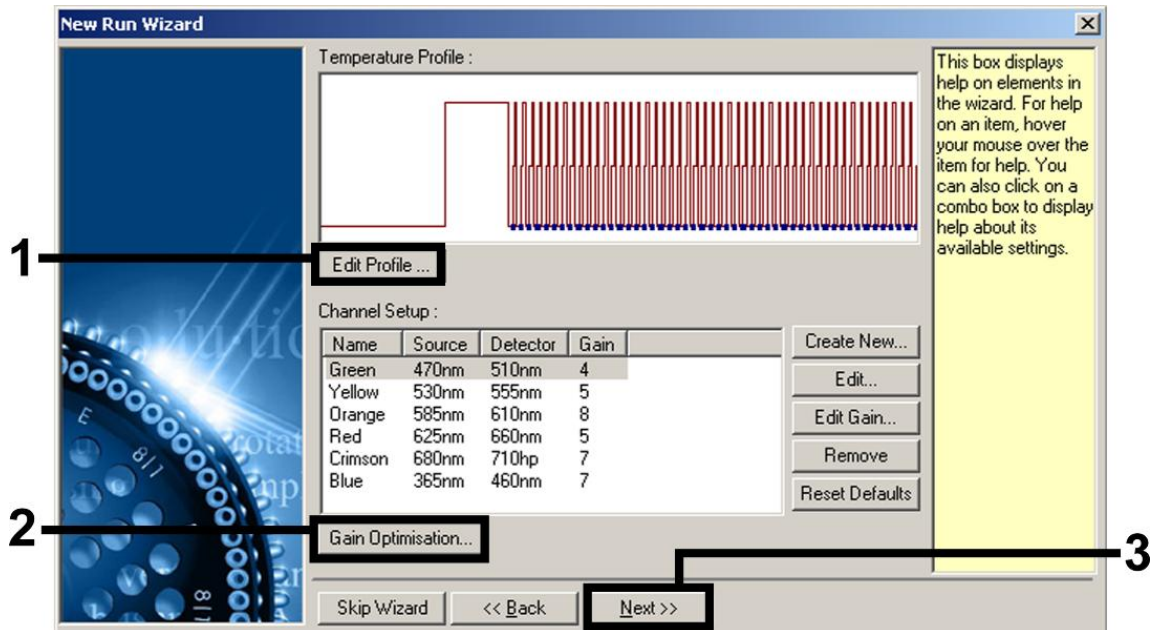 New Run Wizard
Temperature Profile :
This box displays
help on elements in
the wizard. For help
on an item, hover
your mouse over the
item for help. You
can also click on a
combo box to display
help about its
available settings.
1
Edit Profile ...
Channel Setup :
Name Source Detector Gain
Green 470nm 510nm 4
Yellow 530nm 555nm 5
Orange 585nm 610nm 8
Red 625nm 660nm 5
Crimson 680nm 710hp 7
Blue 365nm 460nm 7
Create New...
Edit...
Edit Gain...
Remove
Reset Defaults
2
Gain Optimisation...
3
Skip Wizard
<< Back
Next >>
E
8|1
8|1